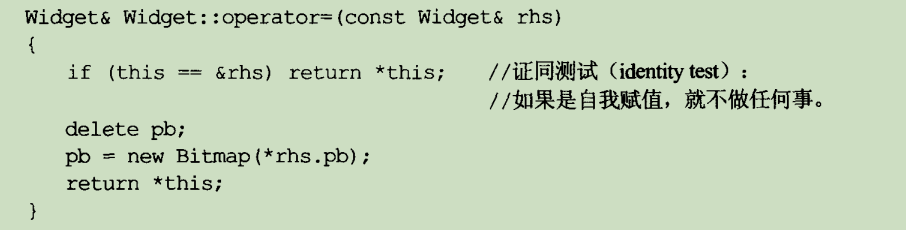 Widget& Widget::operator=(const Widget& rhs)
{
if (this == &rhs) return *this; //证同测试（identity test）:
//如果是自我赋值，就不做任何事。
delete pb;
pb = new Bitmap(*rhs.pb);
return *this;
}